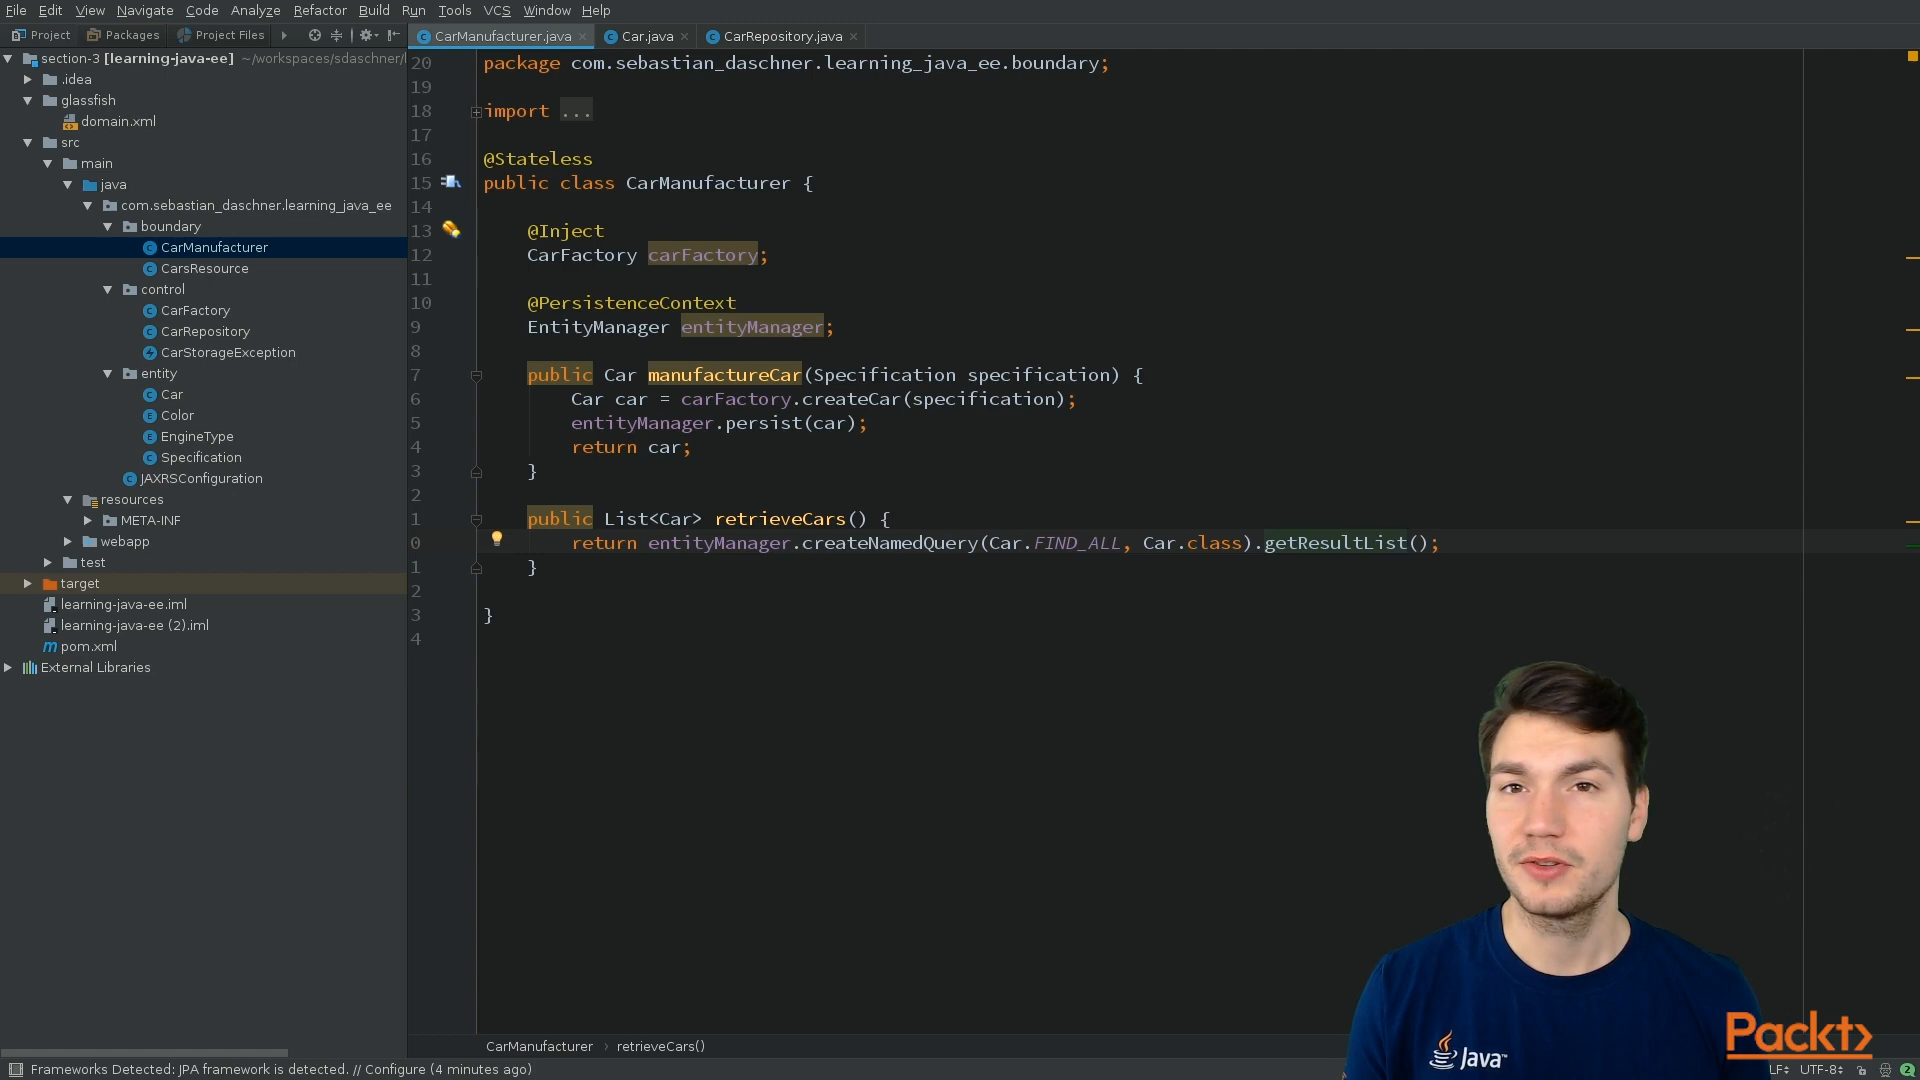 File Edit View Navigate Code Analyze Refactor Build Run Tools VCS Window Help
Project Packages Project Files
CarManufacturer.java Car.java CarRepository.java
section-3 [learning-java-ee] ~/workspaces/sdaschner/
.idea
glassfish
domain.xml
src
main
java
com.sebastian_daschner.learning_java_ee
boundary
CarManufacturer
CarsResource
control
CarFactory
CarRepository
CarStorageException
entity
Car
Color
EngineType
Specification
JAXRSConfiguration
resources
META-INF
webapp
test
target
learning-java-ee.iml
learning-java-ee (2).iml
pom.xml
External Libraries
20 package com.sebastian_daschner.learning_java_ee.boundary;
19
18 import ...
17
16 @Stateless
15 public class CarManufacturer {
14
13 @Inject
12 CarFactory carFactory;
11
10 @PersistenceContext
9 EntityManager entityManager;
8
7 public Car manufactureCar(Specification specification) {
6 Car car = carFactory.createCar(specification);
5 entityManager.persist(car);
4 return car;
3 }
2
1 public List<Car> retrieveCars() {
0 return entityManager.createNamedQuery(Car.FIND_ALL, Car.class).getResultList();
1 }
2
3 }
4
CarManufacturer › retrieveCars()
Java
Packt>
Frameworks Detected: JPA framework is detected. // Configure (4 minutes ago)
LF UTF-8 2